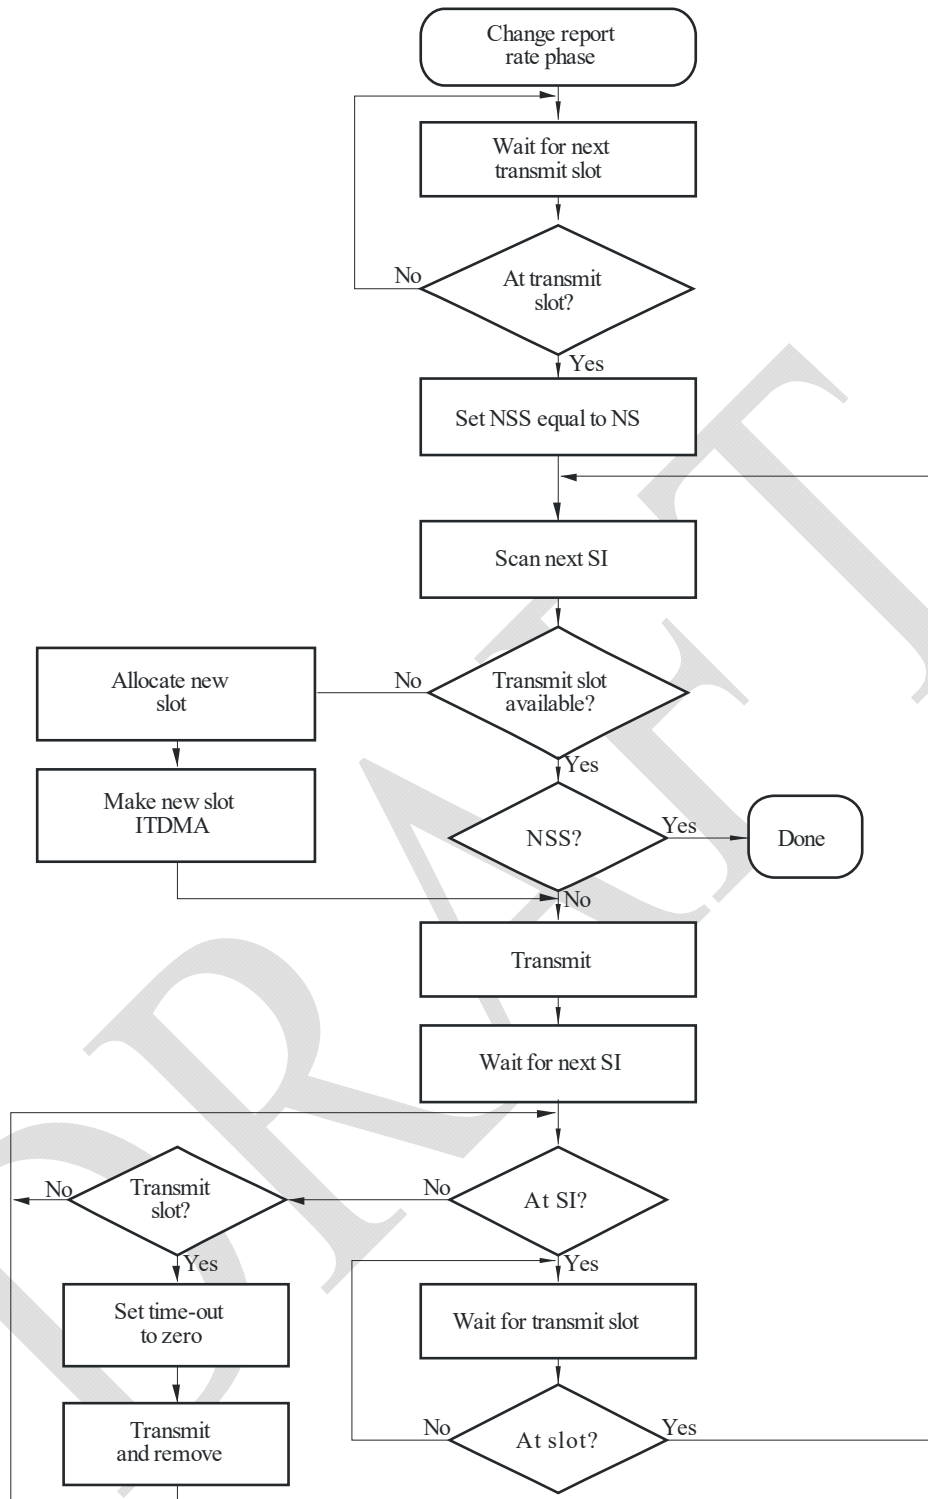 Change report
rate phase
Wait for next
transmit slot
No
At transmit
slot?
Yes
Set NSS equal to NS
Scan next SI
Allocate new
slot
No
Transmit slot
available?
Yes
Make new slot
ITDMA
NSS?
Yes
Done
No
Transmit
Wait for next SI
No
Transmit
slot?
No
At SI?
Yes
Yes
Set time-out
to zero
Wait for transmit slot
Transmit
and remove
No
At slot?
Yes
DRAFT